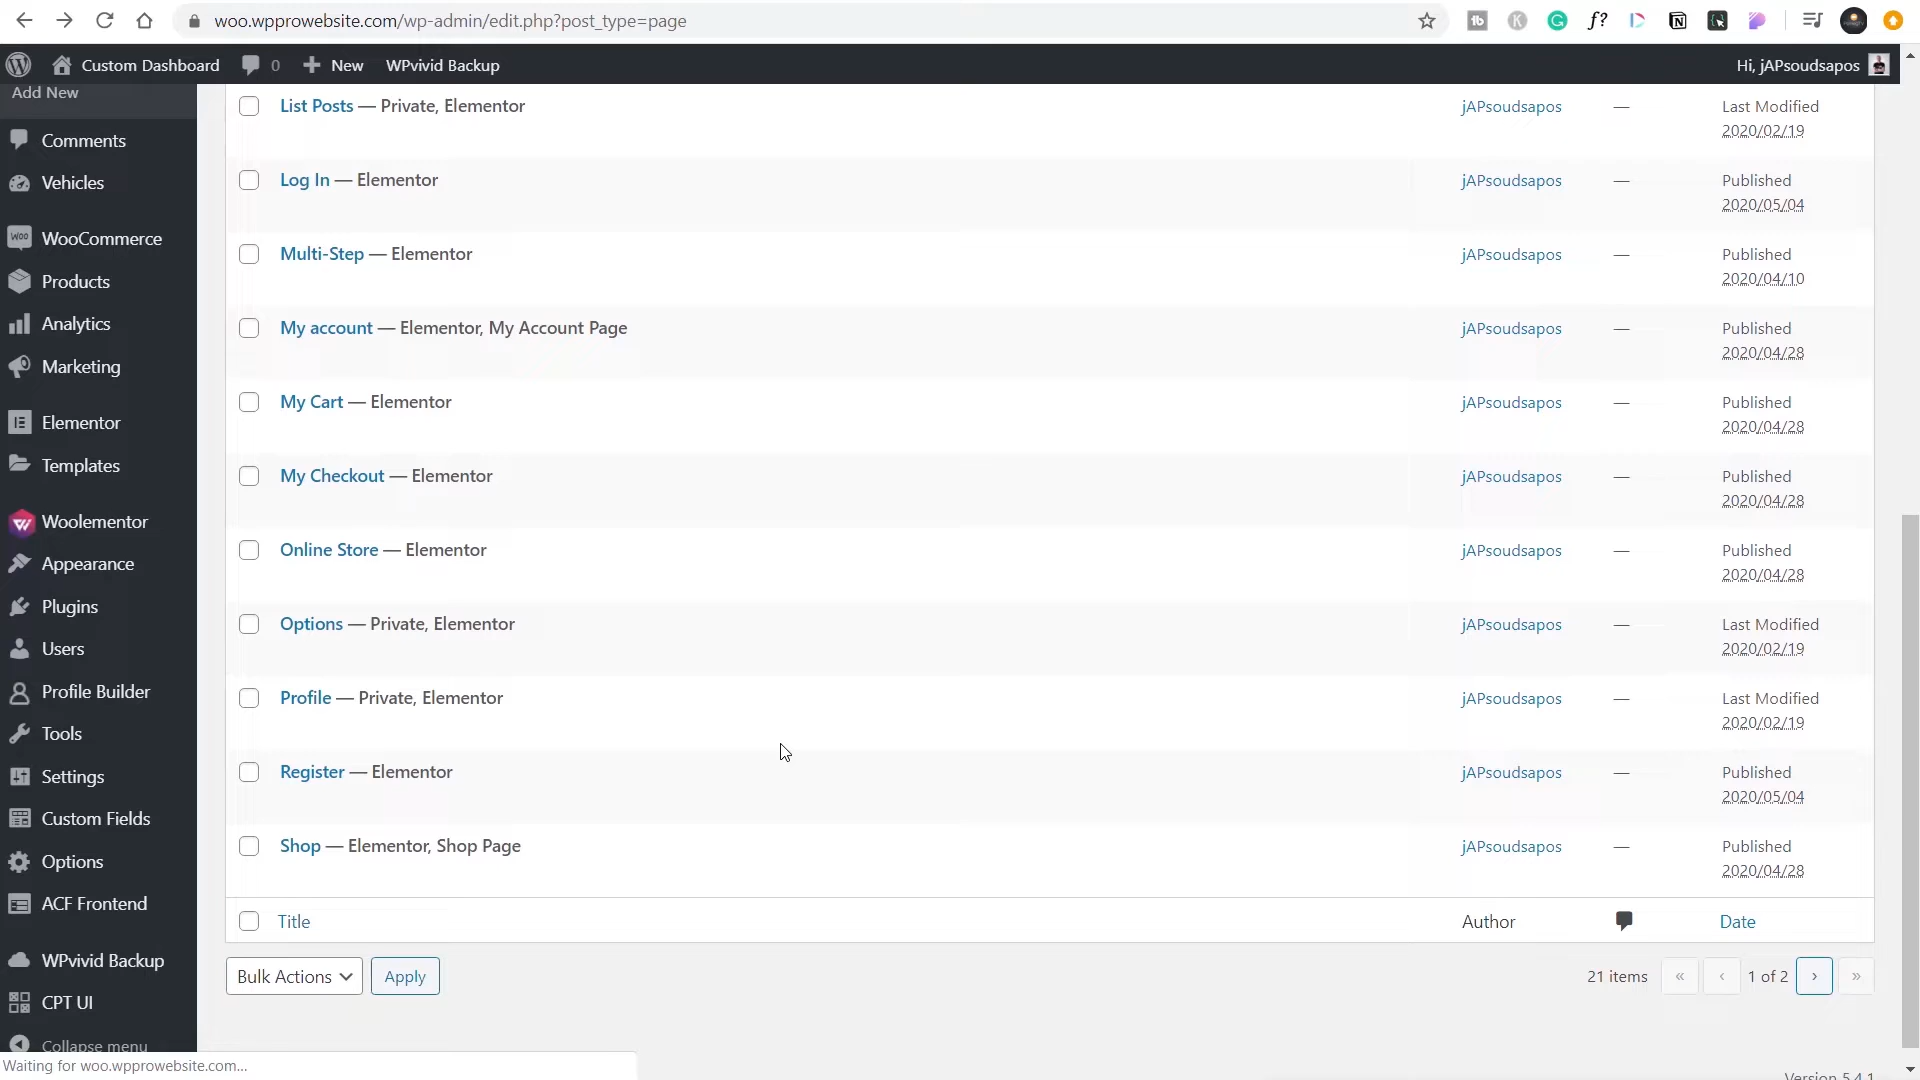 woo.wpprowebsite.com/wp-admin/edit.php?post_type=page
Custom Dashboard 0 New WPvivid Backup Hi, jAPsoudsapos
Add New
Comments
Vehicles
WooCommerce
Products
Analytics
Marketing
Elementor
Templates
Woolementor
Appearance
Plugins
Users
Profile Builder
Tools
Settings
Custom Fields
Options
ACF Frontend
WPvivid Backup
CPT UI
Collapse menu
List Posts — Private, Elementor jAPsoudsapos — Last Modified
2020/02/19
Log In — Elementor jAPsoudsapos — Published
2020/05/04
Multi-Step — Elementor jAPsoudsapos — Published
2020/04/10
My account — Elementor, My Account Page jAPsoudsapos — Published
2020/04/28
My Cart — Elementor jAPsoudsapos — Published
2020/04/28
My Checkout — Elementor jAPsoudsapos — Published
2020/04/28
Online Store — Elementor jAPsoudsapos — Published
2020/04/28
Options — Private, Elementor jAPsoudsapos — Last Modified
2020/02/19
Profile — Private, Elementor jAPsoudsapos — Last Modified
2020/02/19
Register — Elementor jAPsoudsapos — Published
2020/05/04
Shop — Elementor, Shop Page jAPsoudsapos — Published
2020/04/28
Title Author Date
Bulk Actions Apply 21 items « ‹ 1 of 2 › »
Waiting for woo.wpprowebsite.com...
Version 5.4.1